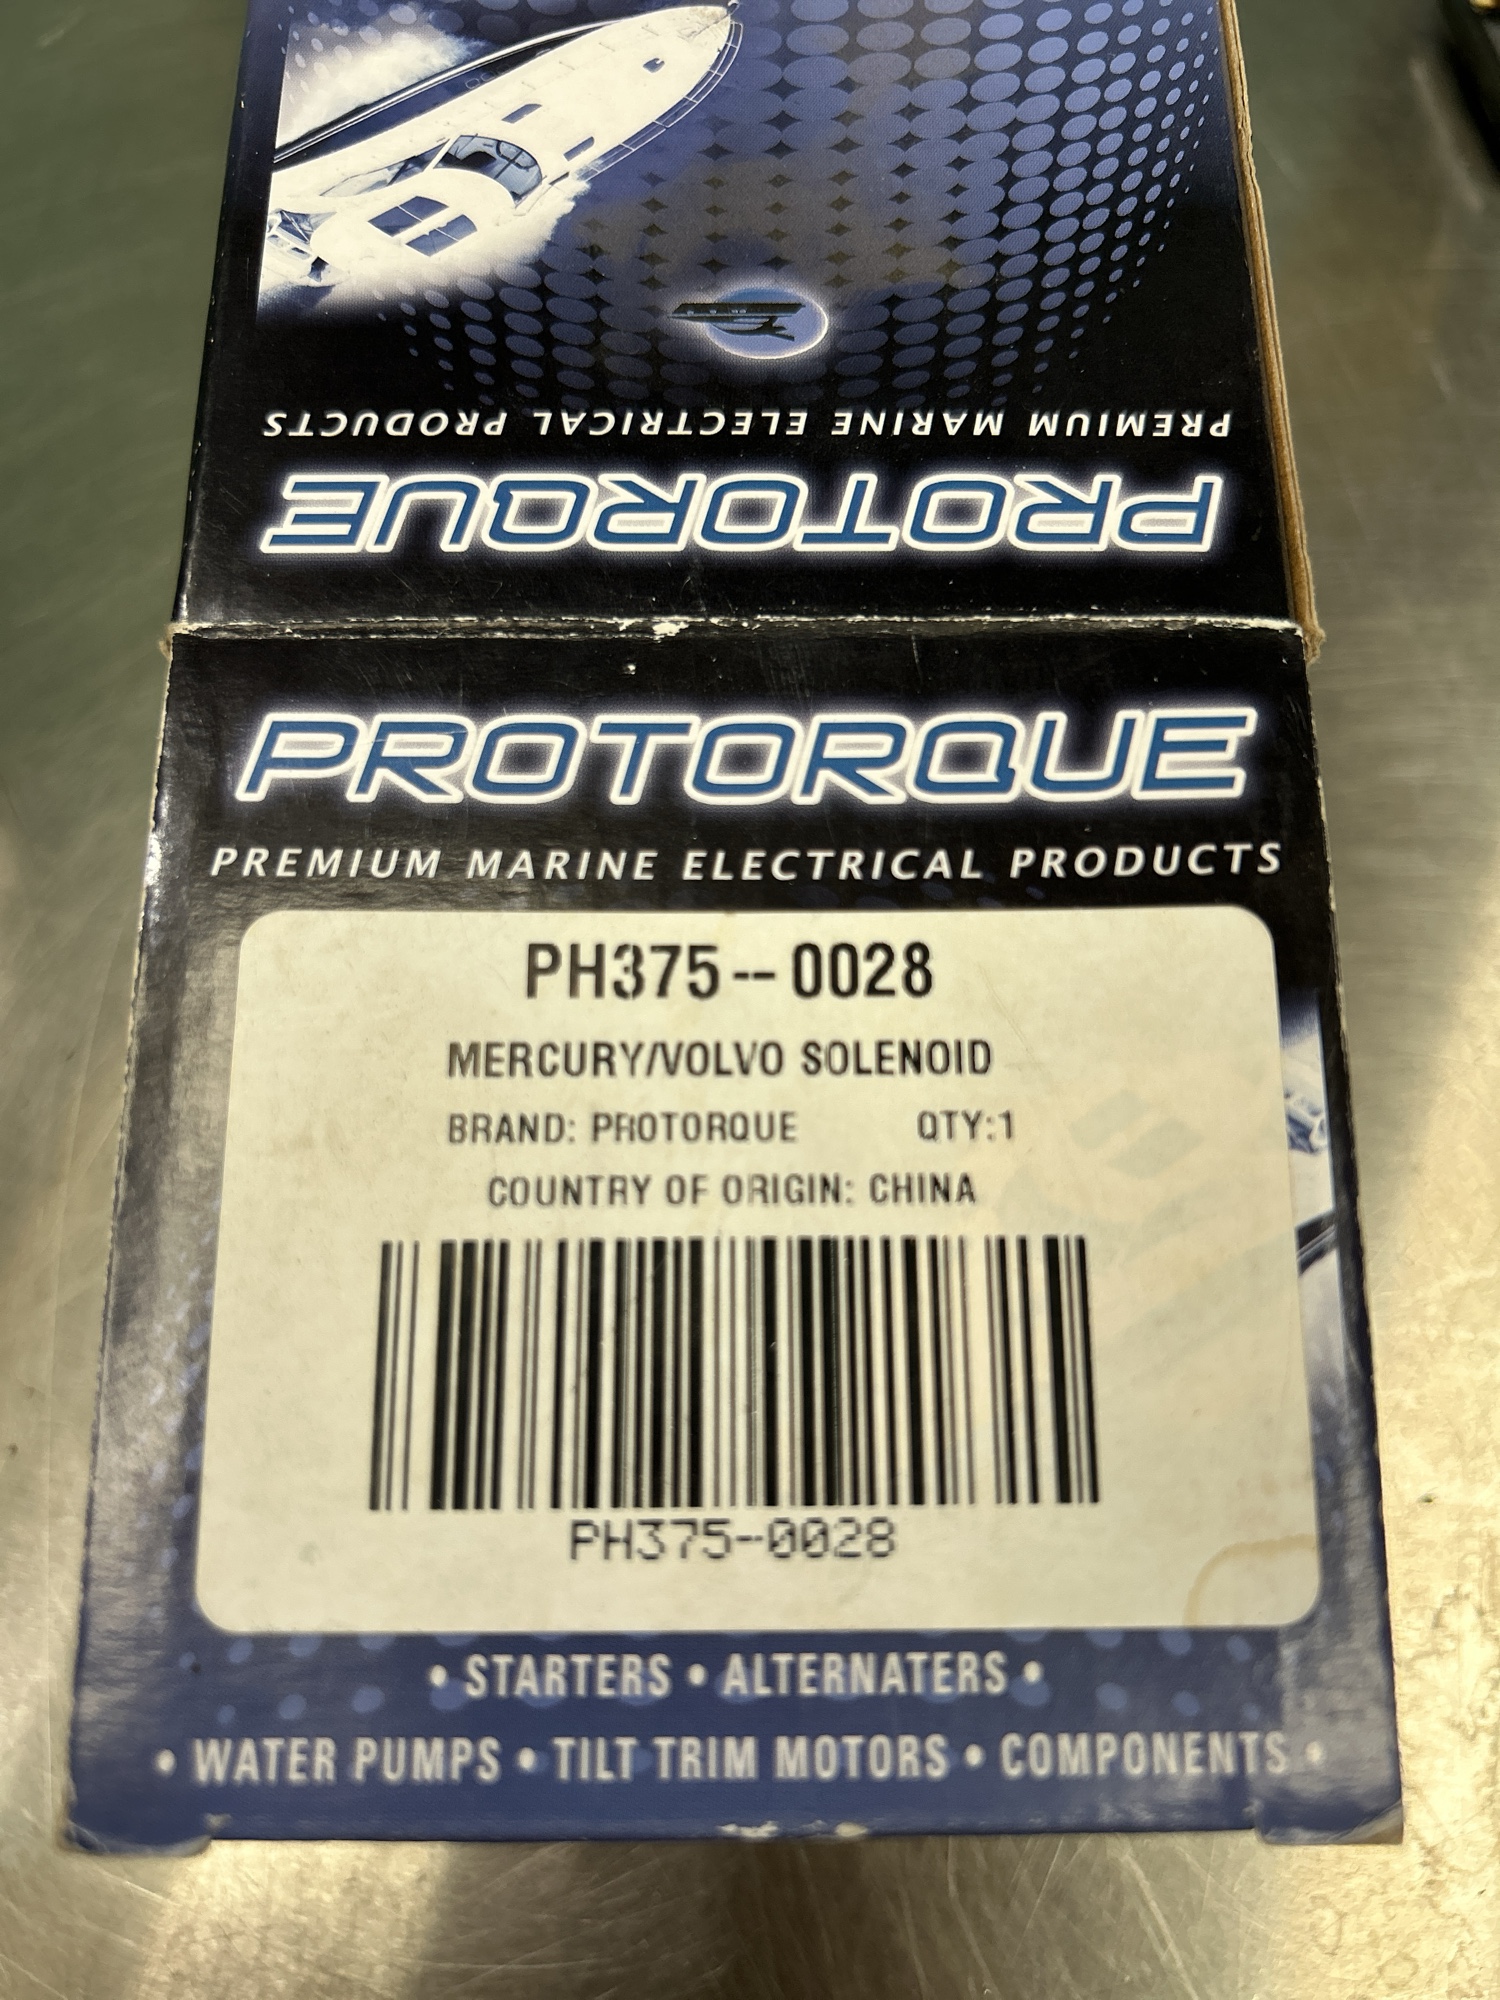 PREMIUM MARINE ELECTRICAL PRODUCTS
PROTORQUE
PROTORQUE
PREMIUM MARINE ELECTRICAL PRODUCTS
PH375--0028
MERCURY/VOLVO SOLENOID
BRAND: PROTORQUE QTY:1
COUNTRY OF ORIGIN: CHINA
PH375-0028
• STARTERS • ALTERNATERS •
• WATER PUMPS • TILT TRIM MOTORS • COMPONENTS •